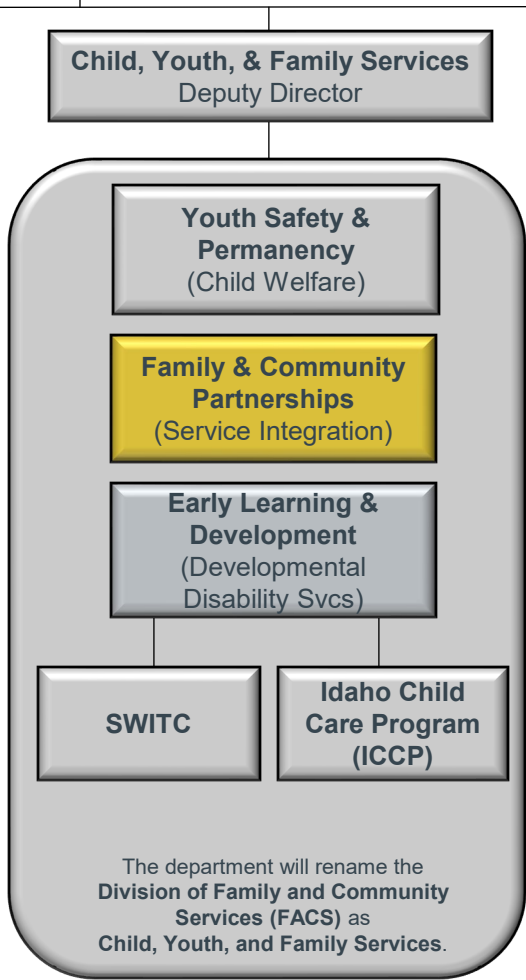 Child, Youth, & Family Services
Deputy Director
Youth Safety &
Permanency
(Child Welfare)
Family & Community
Partnerships
(Service Integration)
Early Learning &
Development
(Developmental
Disability Svcs)
SWITC
Idaho Child
Care Program
(ICCP)
The department will rename the
Division of Family and Community
Services (FACS) as
Child, Youth, and Family Services.